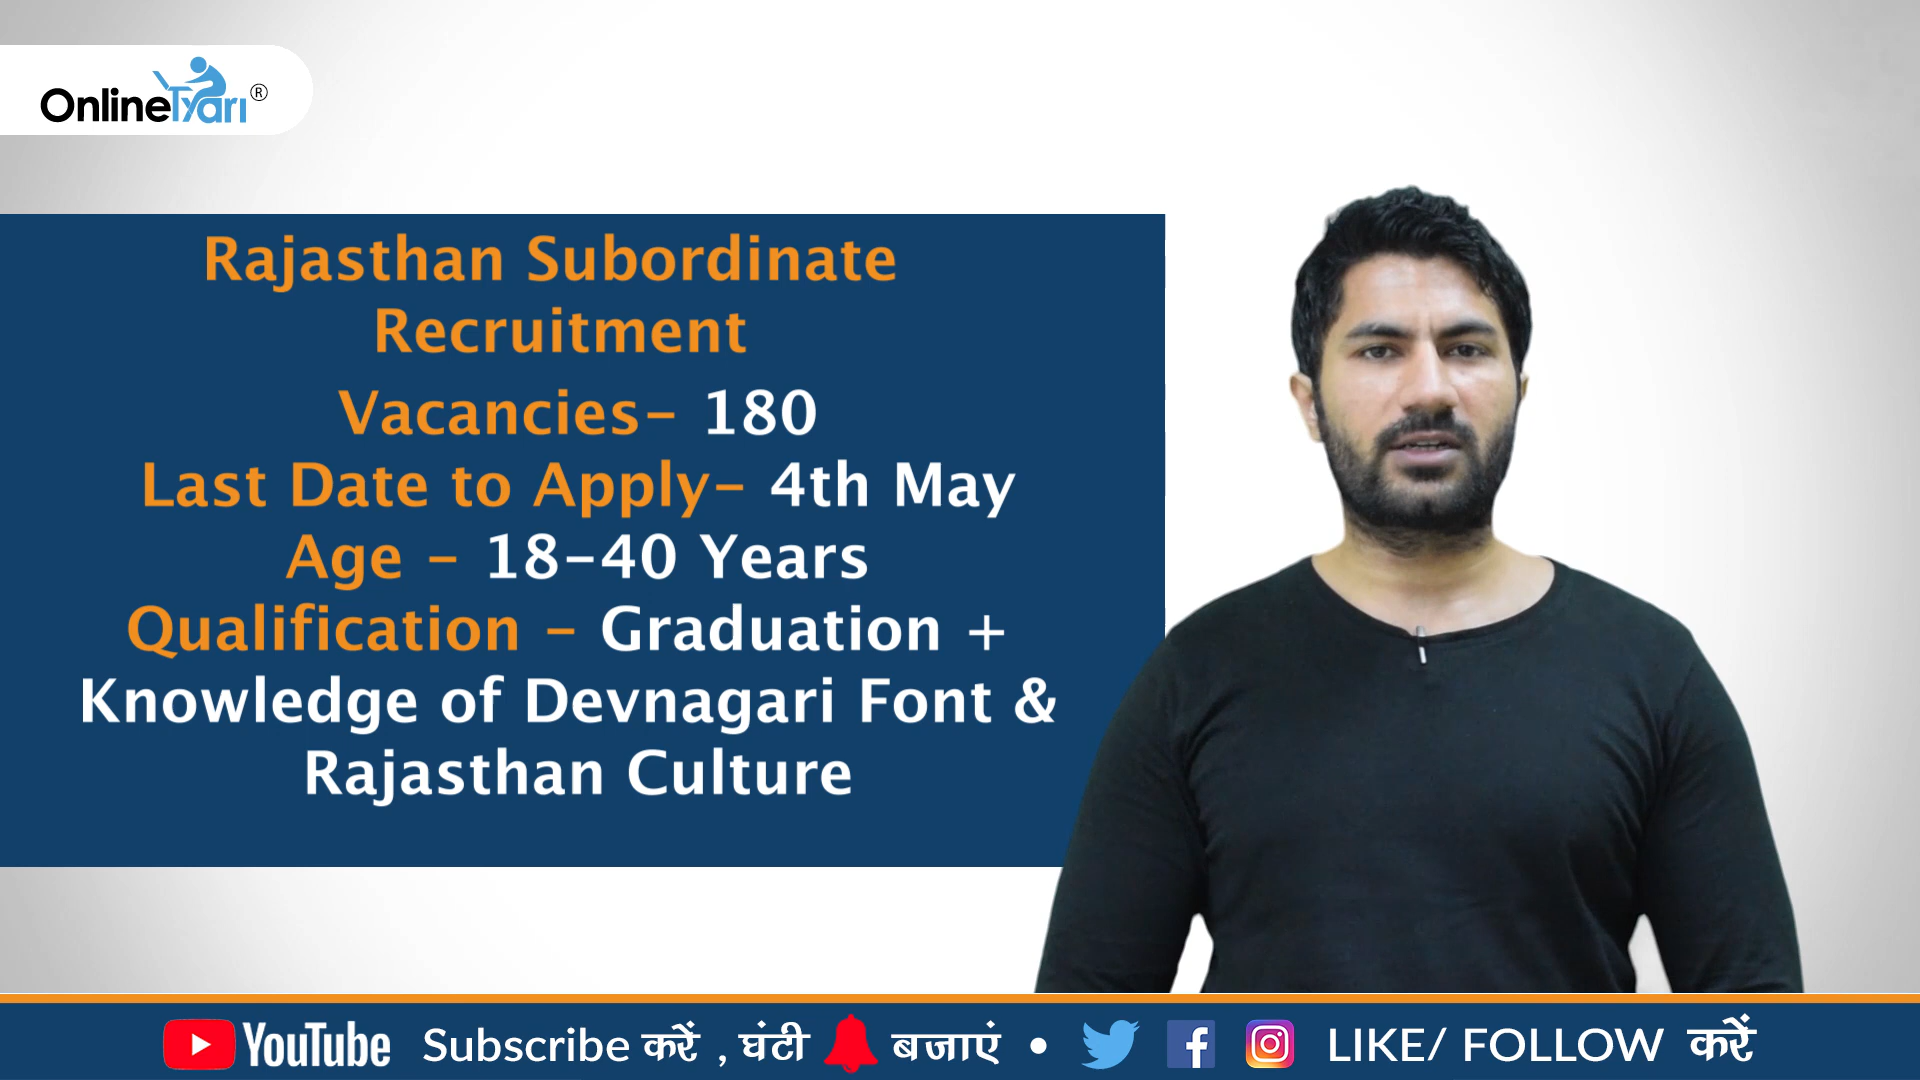 OnlineTyari®
Rajasthan Subordinate
Recruitment
Vacancies- 180
Last Date to Apply- 4th May
Age - 18-40 Years
Qualification - Graduation +
Knowledge of Devnagari Font &
Rajasthan Culture
YouTube Subscribe करें , घंटी बजाएं • LIKE/ FOLLOW करें